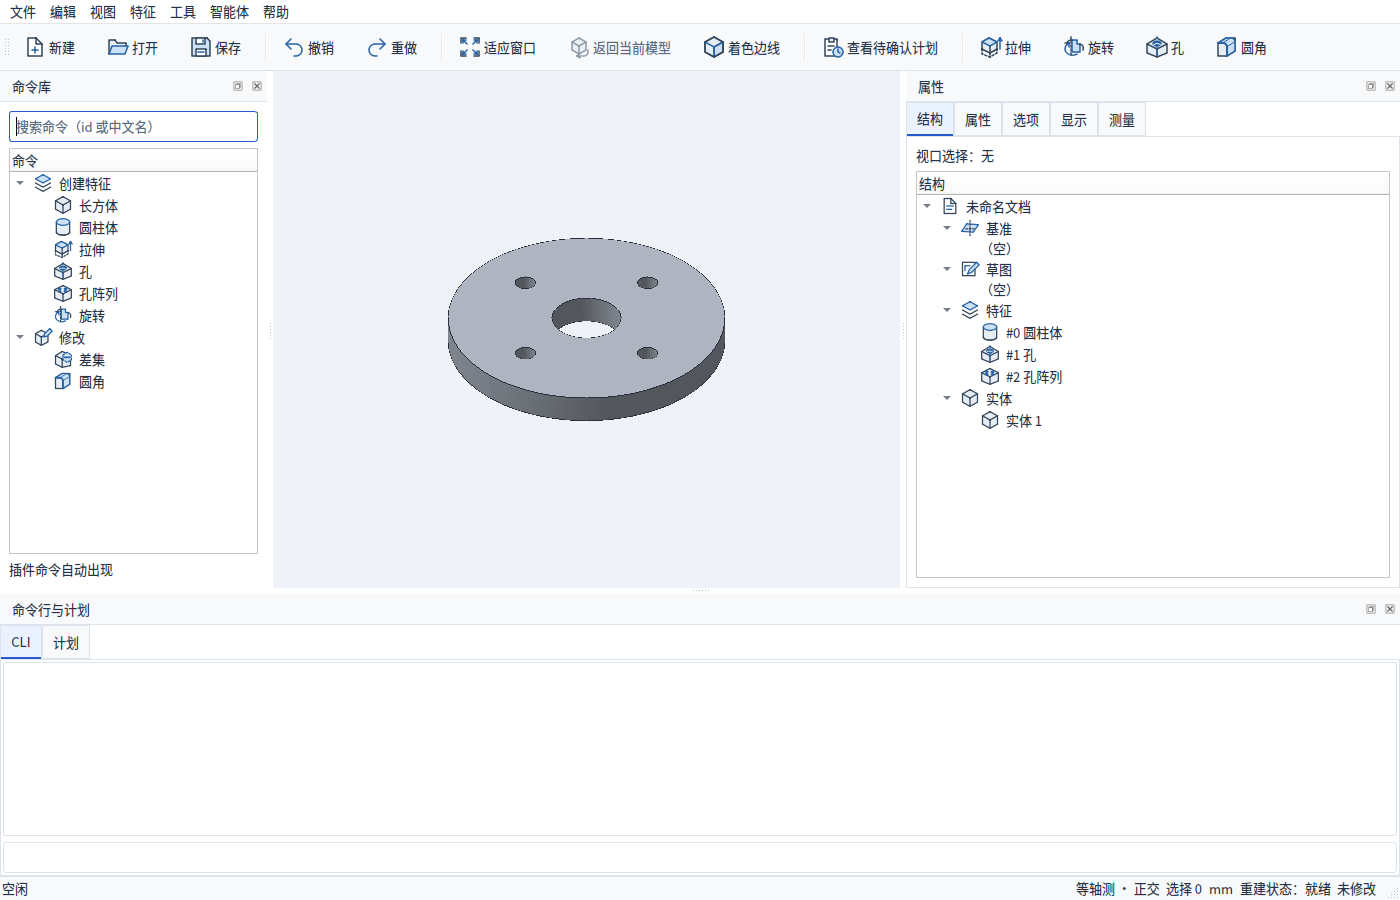 文件 编辑 视图 特征 工具 智能体 帮助
新建 打开 保存 撤销 重做 适应窗口 返回当前模型 着色边线 查看待确认计划 拉伸 旋转 孔 圆角
命令库
搜索命令（id 或中文名）
命令
创建特征
长方体
圆柱体
拉伸
孔
孔阵列
旋转
修改
差集
圆角
插件命令自动出现
属性
结构 属性 选项 显示 测量
视口选择：无
结构
未命名文档
基准
（空）
草图
（空）
特征
#0 圆柱体
#1 孔
#2 孔阵列
实体
实体 1
命令行与计划
CLI 计划
空闲 等轴测 · 正交 选择 0 mm 重建状态：就绪 未修改